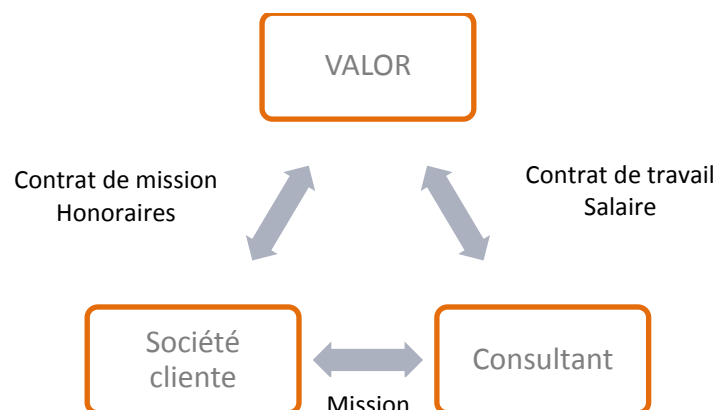 VALOR
Contrat de mission
Honoraires
Contrat de travail
Salaire
Société
cliente
Consultant
Mission